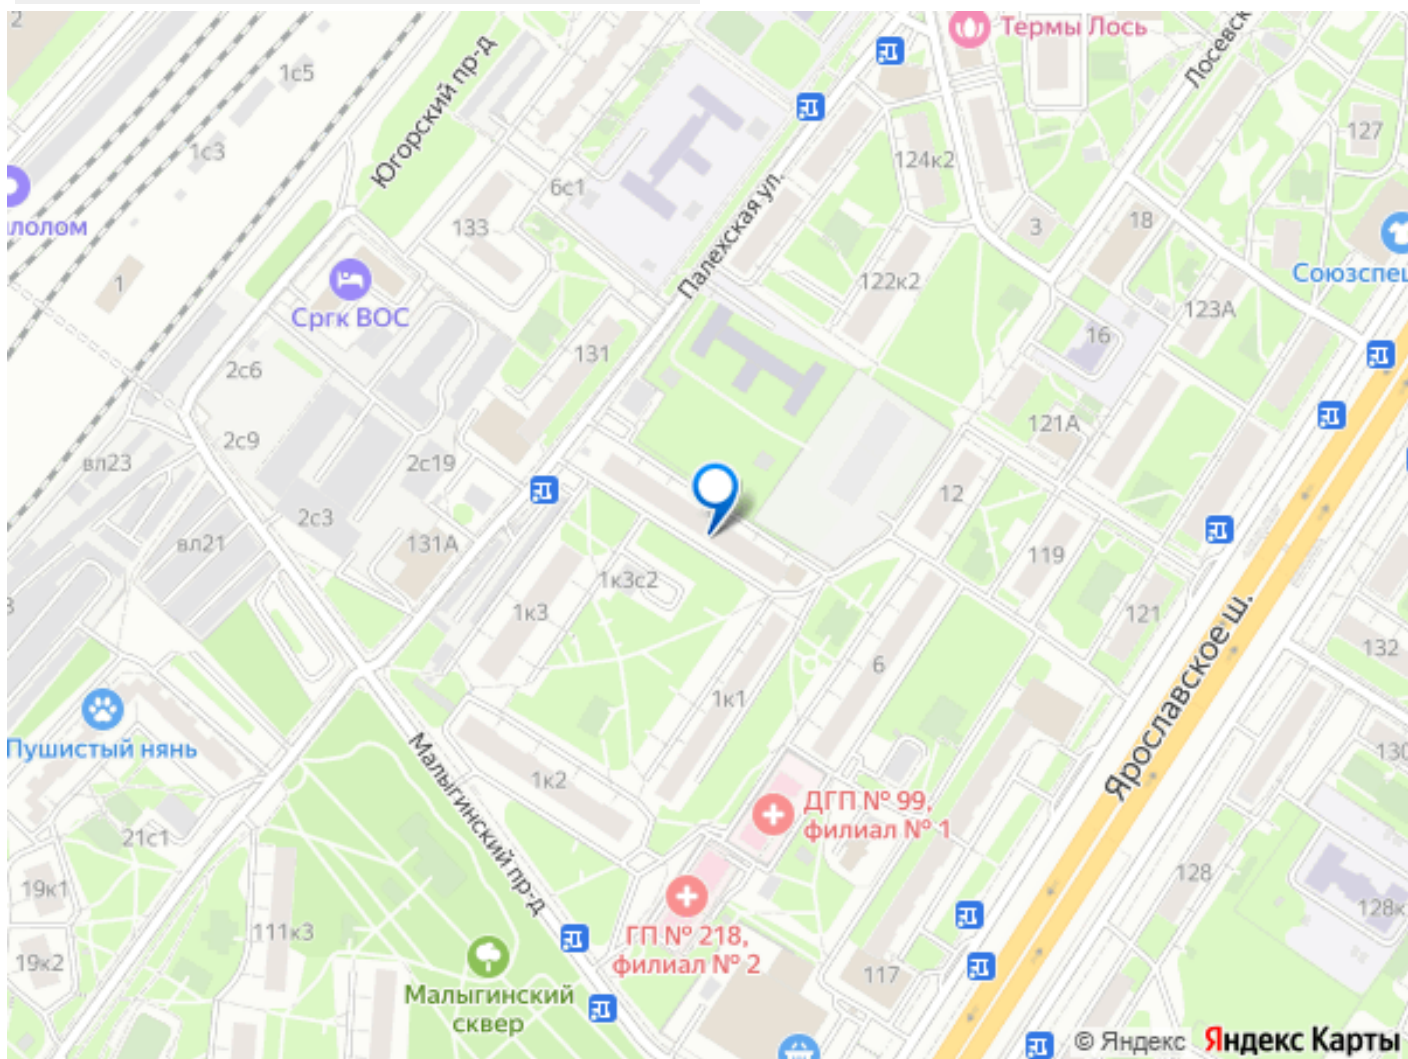 2
Термы Лось
Лосевск
1с5
Югорский пр-д
127
1с3
124к2
6с1
Палехская ул.
лолом
133
3
18
Союзспец
1
122к2
123А
Сргк ВОС
16
131
2с6
121А
2с9
вл23
2с19
12
2с3
вл21
131А
119
1к3с2
1к3
121
Ярославское ш.
132
6
1к1
Пушистый нянь
Малыгинский пр-д
130
1к2
ДГП № 99,
филиал № 1
21с1
128
19к1
128к
111к3
ГП № 218,
филиал № 2
19к2
117
Малыгинский
сквер
© Яндекс Яндекс Карты